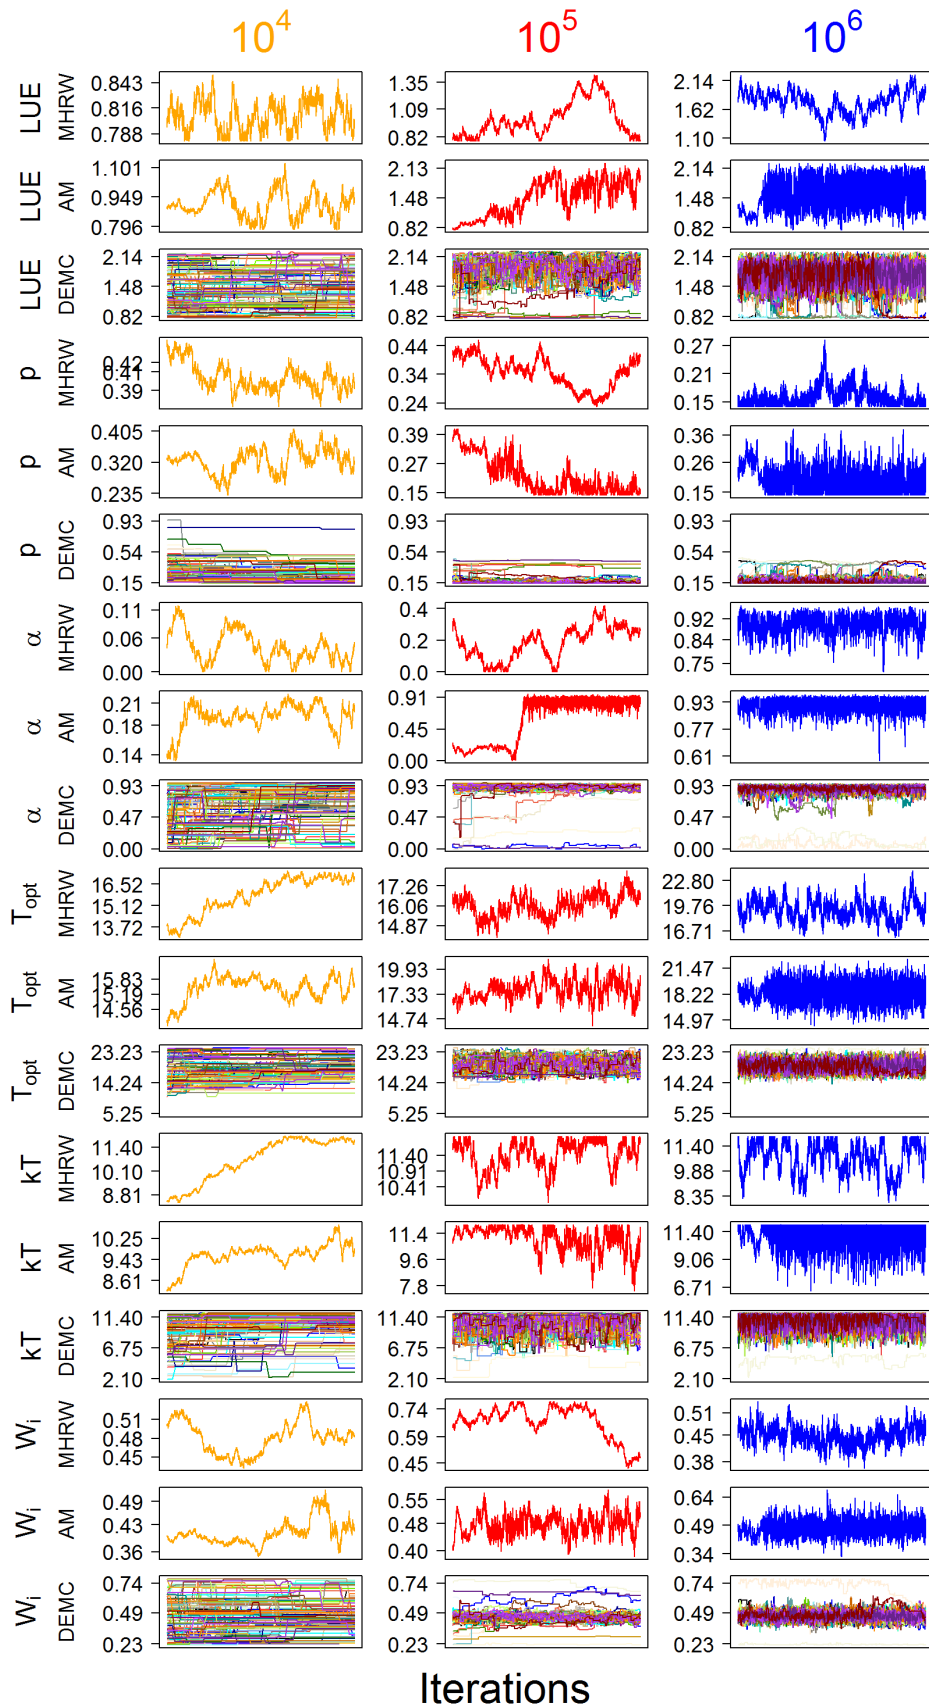 10^4 10^5 10^6
LUE MHRW 0.843 0.816 0.788 1.35 1.09 0.82 2.14 1.62 1.10
LUE AM 1.101 0.949 0.796 2.13 1.48 0.82 2.14 1.48 0.82
LUE DEMC 2.14 1.48 0.82 2.14 1.48 0.82 2.14 1.48 0.82
p MHRW 0.42 0.41 0.39 0.44 0.34 0.24 0.27 0.21 0.15
p AM 0.405 0.320 0.235 0.39 0.27 0.15 0.36 0.26 0.15
p DEMC 0.93 0.54 0.15 0.93 0.54 0.15 0.93 0.54 0.15
α MHRW 0.11 0.06 0.00 0.4 0.2 0.0 0.92 0.84 0.75
α AM 0.21 0.18 0.14 0.91 0.45 0.00 0.93 0.77 0.61
α DEMC 0.93 0.47 0.00 0.93 0.47 0.00 0.93 0.47 0.00
T_opt MHRW 16.52 15.12 13.72 17.26 16.06 14.87 22.80 19.76 16.71
T_opt AM 15.83 15.19 14.56 19.93 17.33 14.74 21.47 18.22 14.97
T_opt DEMC 23.23 14.24 5.25 23.23 14.24 5.25 23.23 14.24 5.25
kT MHRW 11.40 10.10 8.81 11.40 10.91 10.41 11.40 9.88 8.35
kT AM 10.25 9.43 8.61 11.4 9.6 7.8 11.40 9.06 6.71
kT DEMC 11.40 6.75 2.10 11.40 6.75 2.10 11.40 6.75 2.10
W_i MHRW 0.51 0.48 0.45 0.74 0.59 0.45 0.51 0.45 0.38
W_i AM 0.49 0.43 0.36 0.55 0.48 0.40 0.64 0.49 0.34
W_i DEMC 0.74 0.49 0.23 0.74 0.49 0.23 0.74 0.49 0.23
Iterations